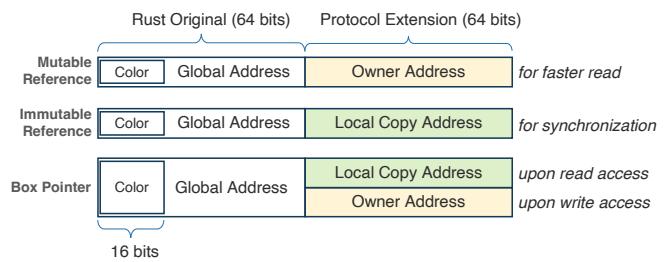 Rust Original (64 bits) Protocol Extension (64 bits)
Mutable
Reference
Color Global Address Owner Address for faster read
Immutable
Reference
Color Global Address Local Copy Address for synchronization
Box Pointer
Color Global Address
Local Copy Address upon read access
Owner Address upon write access
16 bits